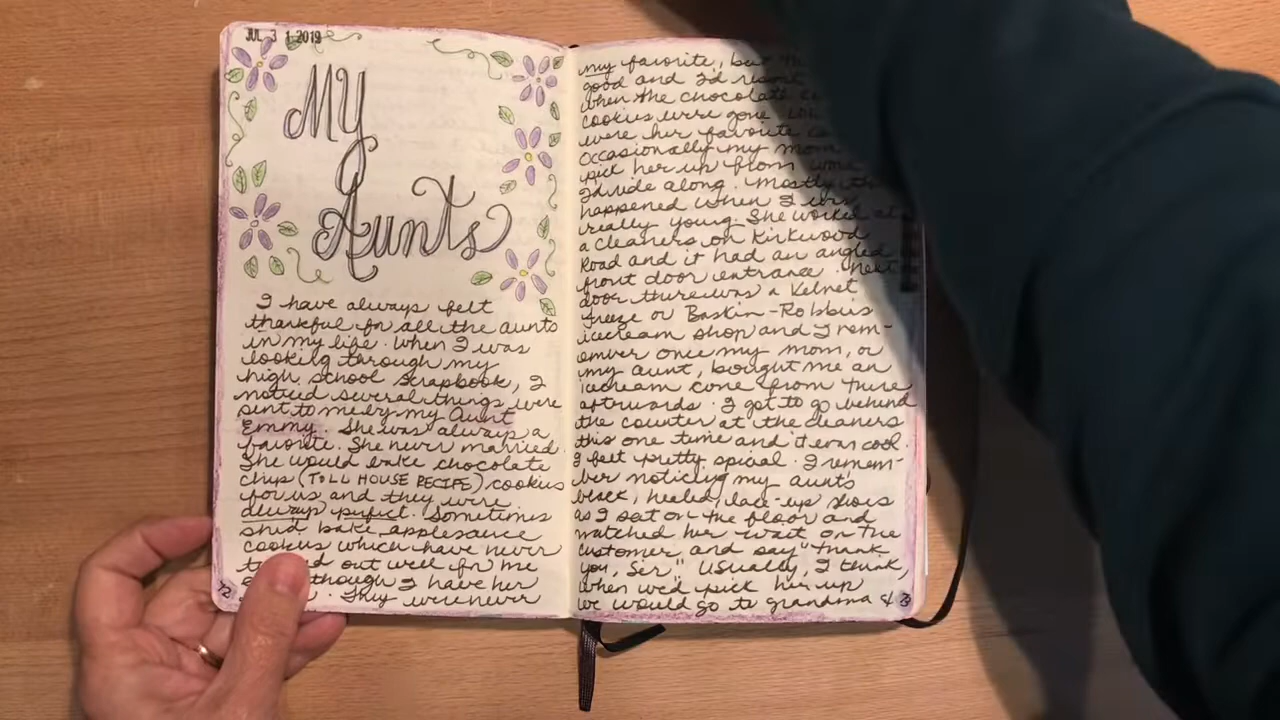 JUL 3 1 2019
My
Aunts
I have always felt
thankful for all the aunts
in my life. When I was
looking through my
high school scrapbook, I
noticed several things were
sent to me by my Aunt
Emmy. She was always a
favorite. She never married.
She would bake chocolate
chip (TOLL HOUSE RECIPE) cookies
for us and they were
always perfect. Sometimes
she'd bake applesauce
cookies which have never
out well for me
though I have her
They were never
72
my favorite, but
good and I'd resort
when the chocolate
cookies were gone.
were her favorite
Occasionally my mom
pick her up from
I'd ride along. Mostly
happened when I was
really young. She worked at
a cleaners on Kirkwood
Road and it had an angled
front door entrance. Next
door there was a Velvet
Freeze or Baskin-Robbins
icecream shop and I rem-
ember once my mom, or
my aunt, bought me an
icecream cone from there
afterwards. I got to go behind
the counter at the cleaners
this one time and it was cool.
I felt pretty special. I remem-
ber noticing my aunt's
black, heeled, lace-up shoes
as I sat on the floor and
watched her wait on the
customer and say "Thank
you, Sir." Usually, I think,
when we'd pick her up
we would go to grandma &
73